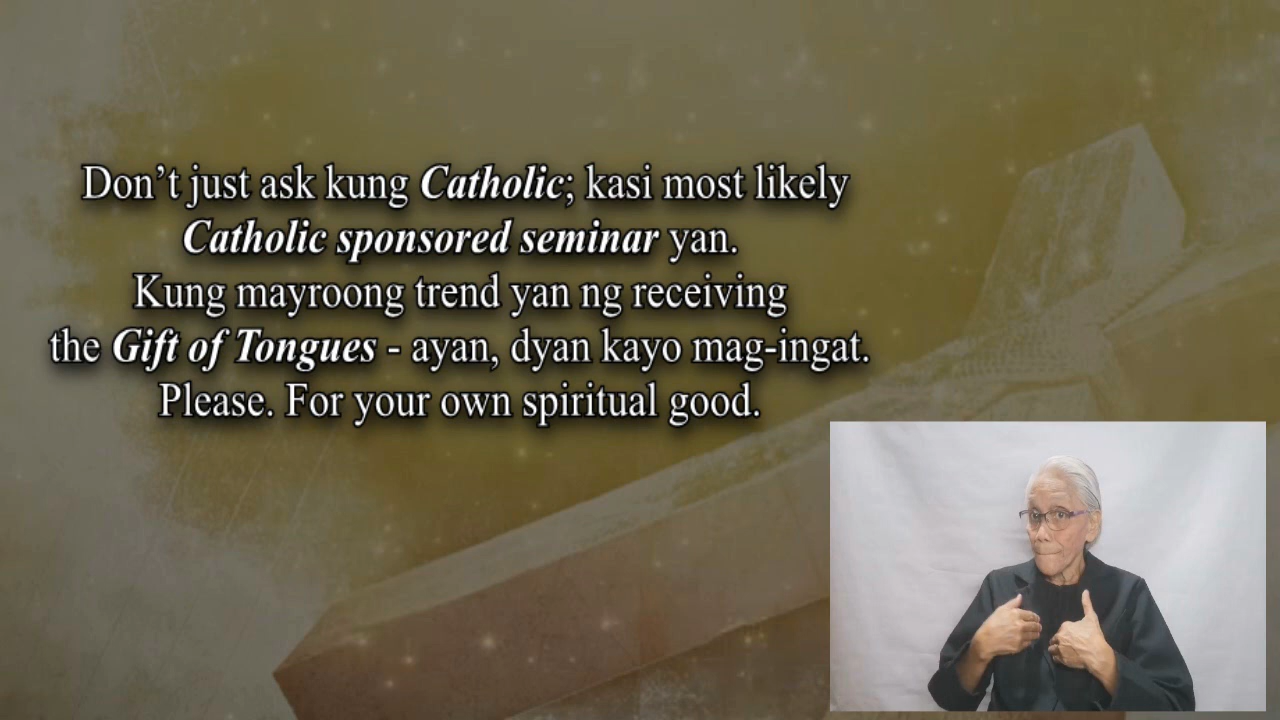 Don't just ask kung Catholic; kasi most likely
Catholic sponsored seminar yan.
Kung mayroong trend yan ng receiving
the Gift of Tongues - ayan, dyan kayo mag-ingat.
Please. For your own spiritual good.